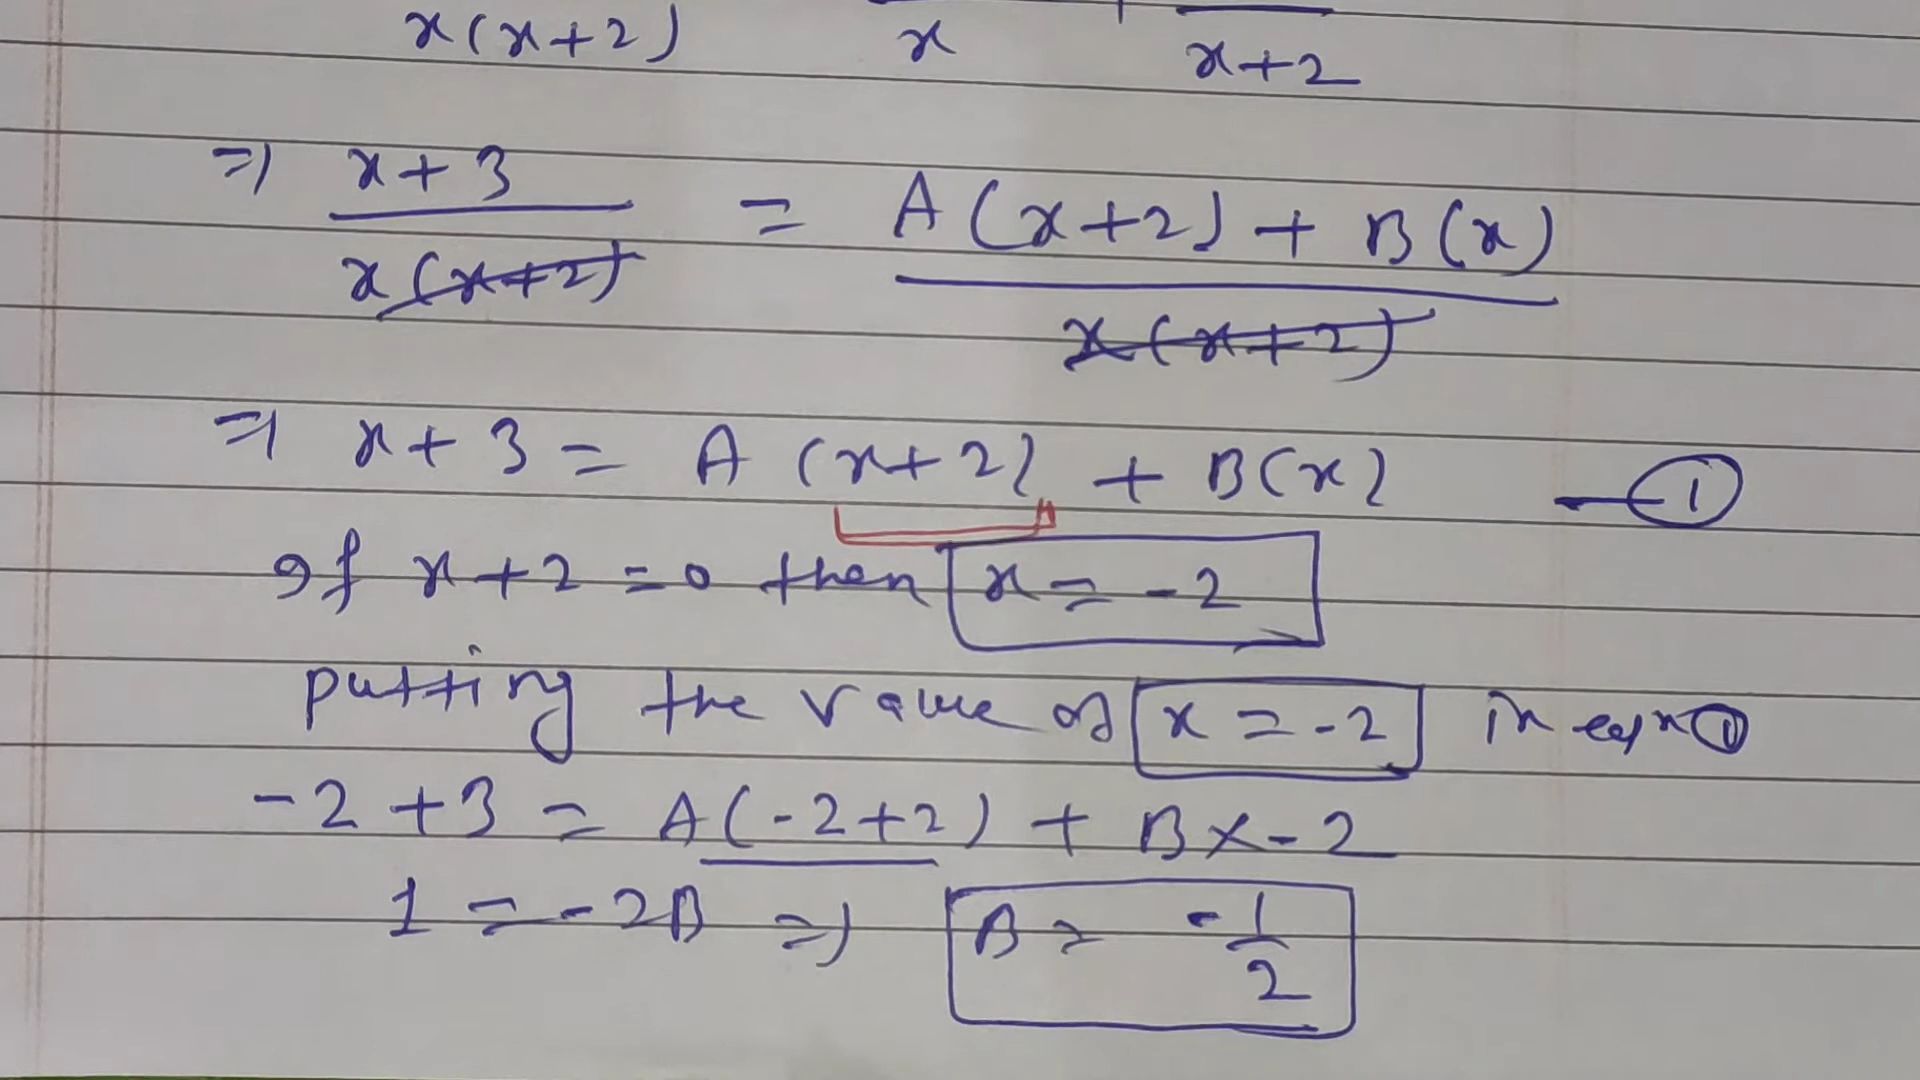 x(x+2) x x+2
⇒ x+3 / x(x+2) = A(x+2) + B(x) / x(x+2)
⇒ x+3 = A (x+2) + B(x) — ①
If x+2 = 0 then x = -2
putting the value of x = -2 in eqn ①
-2+3 = A(-2+2) + B×-2
1 = -2B ⇒ B = -1/2